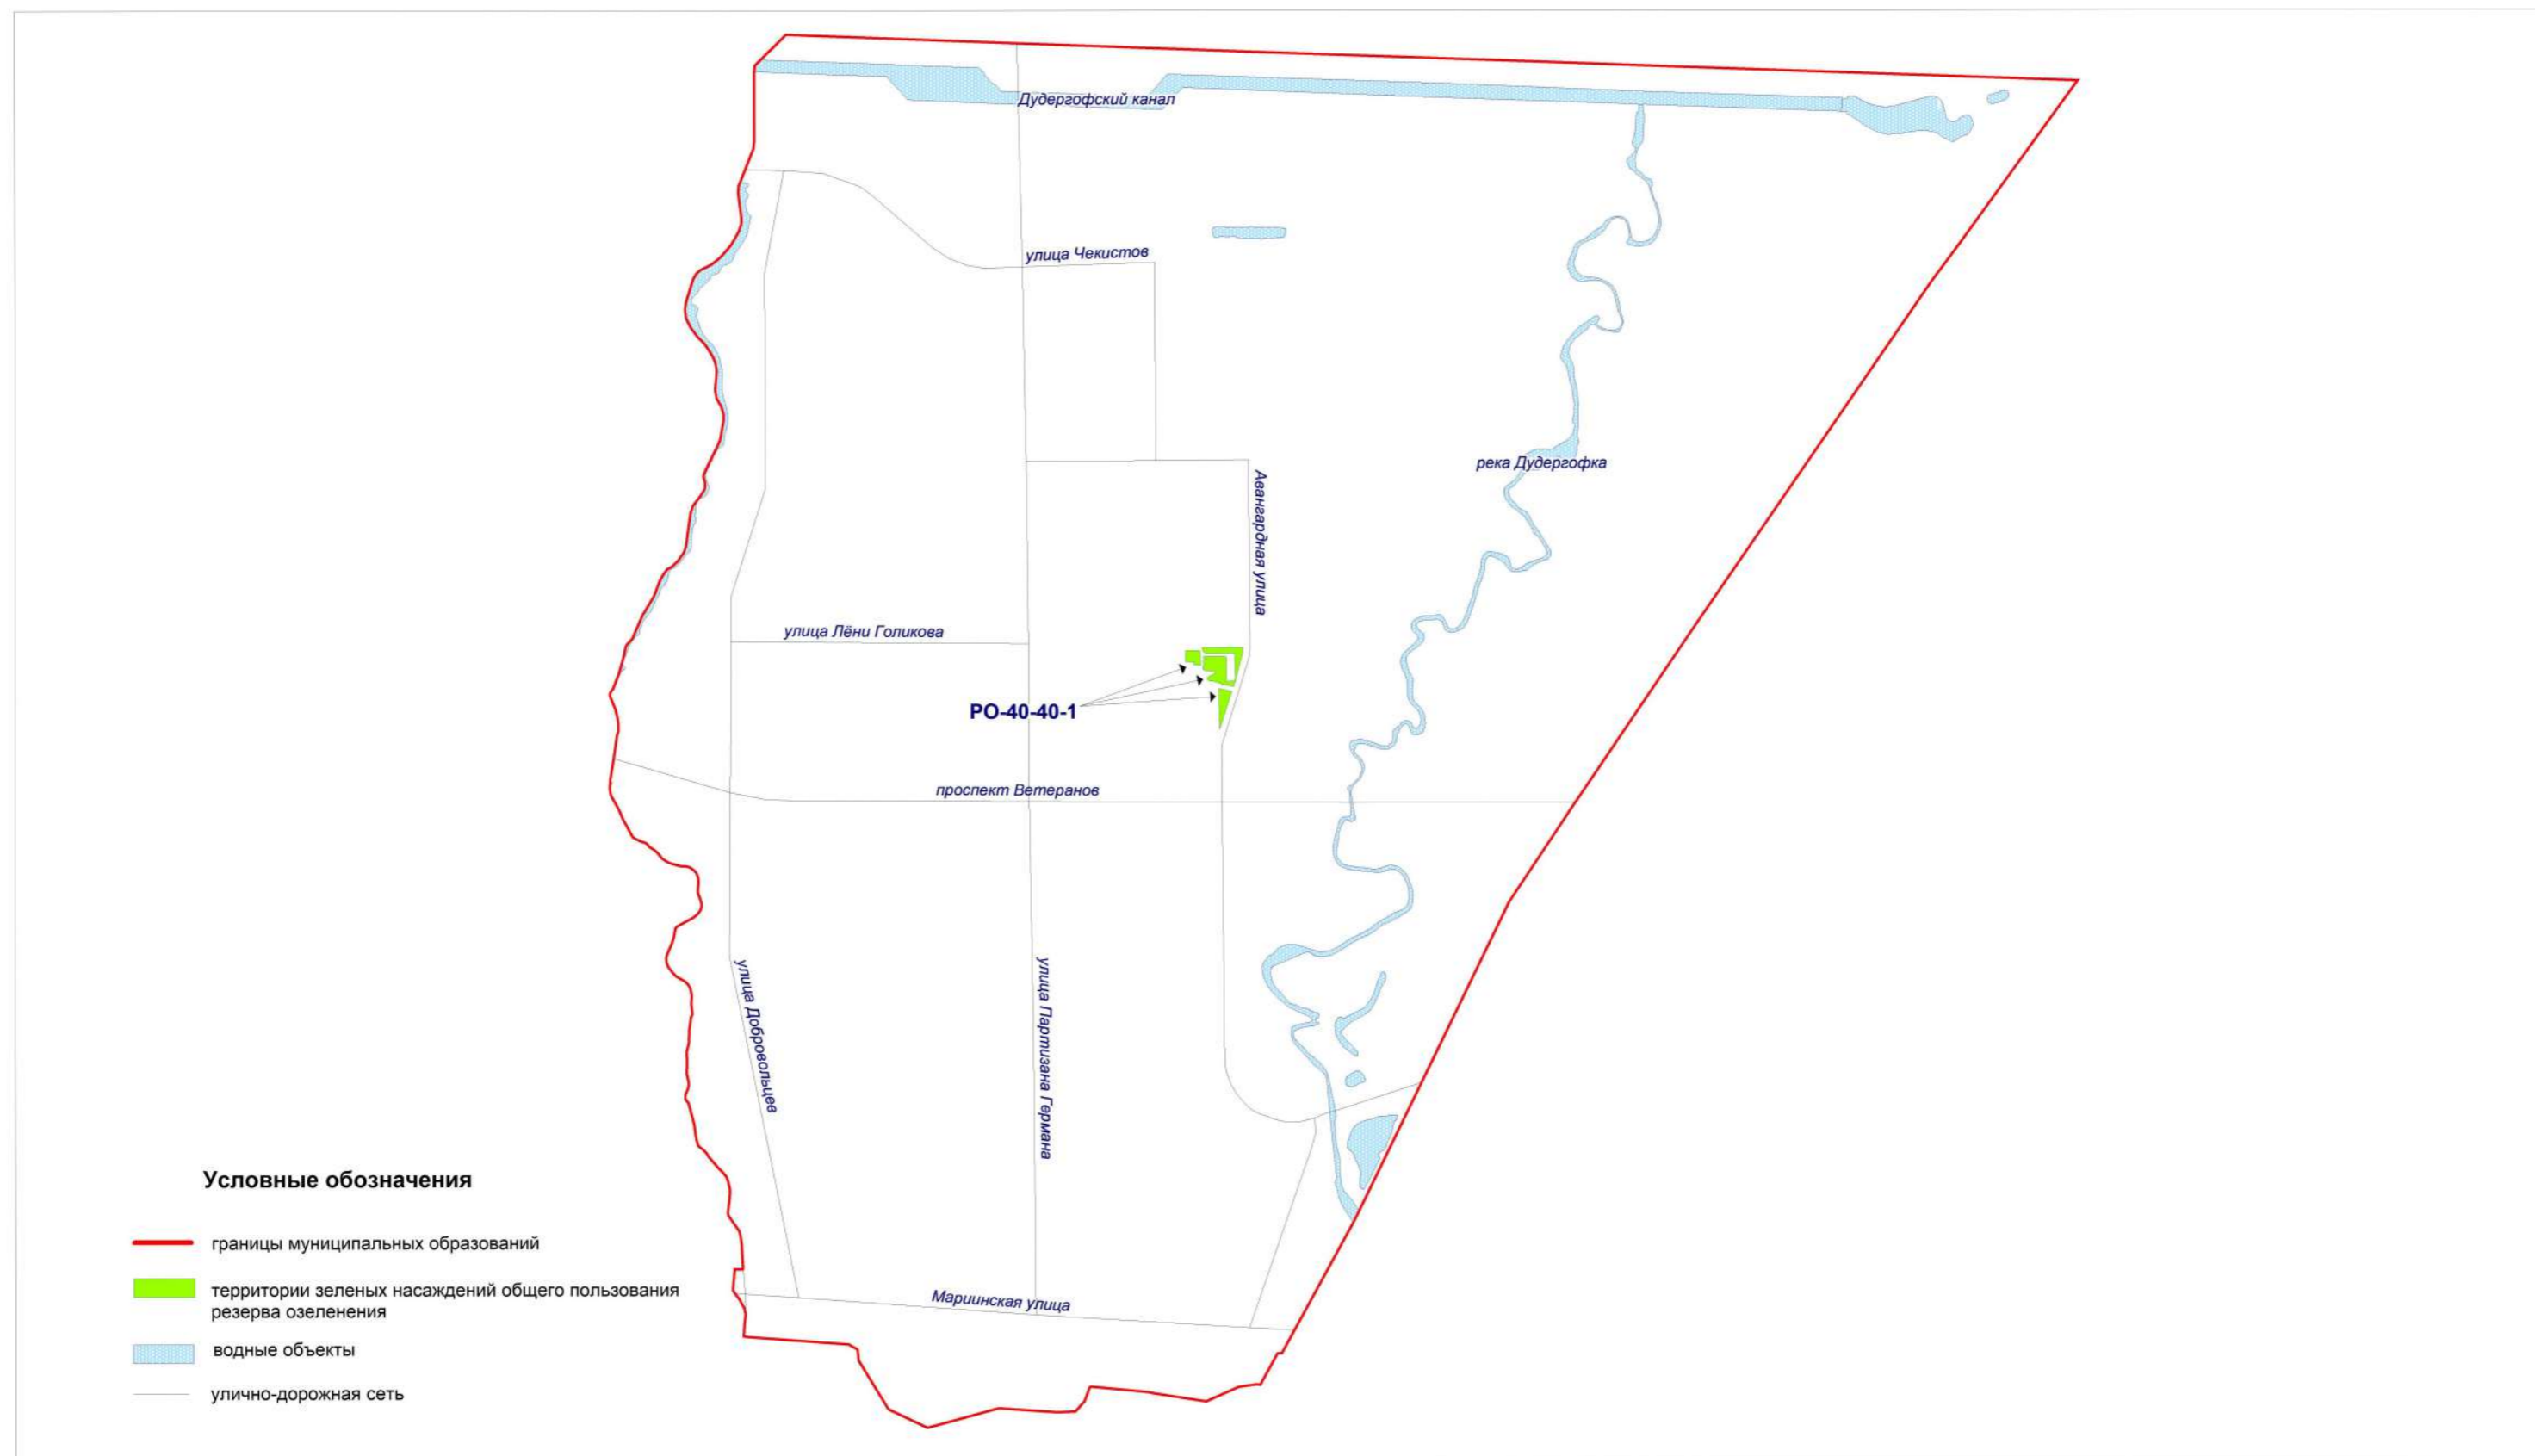 Дудергофский канал
улица Чекистов
река Дудергофка
Авангардная улица
улица Лёни Голикова
РО-40-40-1
проспект Ветеранов
улица Добровольцев
улица Партизана Германа
Мариинская улица
Условные обозначения
границы муниципальных образований
территории зеленых насаждений общего пользования
резерва озеленения
водные объекты
улично-дорожная сеть